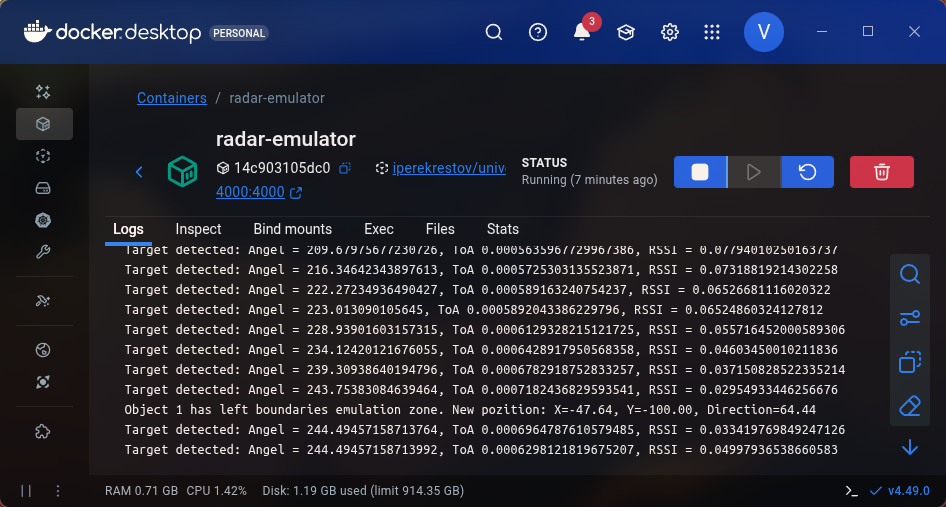 docker.desktop PERSONAL 3 V
Containers / radar-emulator
radar-emulator
14c903105dc0 jperekrestov/univ
4000:4000
STATUS
Running (7 minutes ago)
Logs Inspect Bind mounts Exec Files Stats
Target detected: Angel = 209.67975677230726, ToA 0.000563596772996738​6, RSSI = 0.07794010250163737
Target detected: Angel = 216.34642343897613, ToA 0.0005725303135523871, RSSI = 0.07318819214302258
Target detected: Angel = 222.27234936490427, ToA 0.000589163240754237, RSSI = 0.06526681116020322
Target detected: Angel = 223.013090105645, ToA 0.0005892043386229796, RSSI = 0.06524860324127812
Target detected: Angel = 228.93901603157315, ToA 0.0006129328215121725, RSSI = 0.0557164520005893​06
Target detected: Angel = 234.12420121676055, ToA 0.0006428917950568358, RSSI = 0.04603450010211836
Target detected: Angel = 239.30938640194796, ToA 0.0006782918752833257, RSSI = 0.037150828522335214
Target detected: Angel = 243.75383084639464, ToA 0.0007182436829593541, RSSI = 0.02954933446256676
Object 1 has left boundaries emulation zone. New pozition: X=-47.64, Y=-100.00, Direction=64.44
Target detected: Angel = 244.49457158713764, ToA 0.0006964787610579485, RSSI = 0.033419769849247126
Target detected: Angel = 244.49457158713992, ToA 0.0006298121819675207, RSSI = 0.04997936538660583
RAM 0.71 GB CPU 1.42% Disk: 1.19 GB used (limit 914.35 GB) v4.49.0